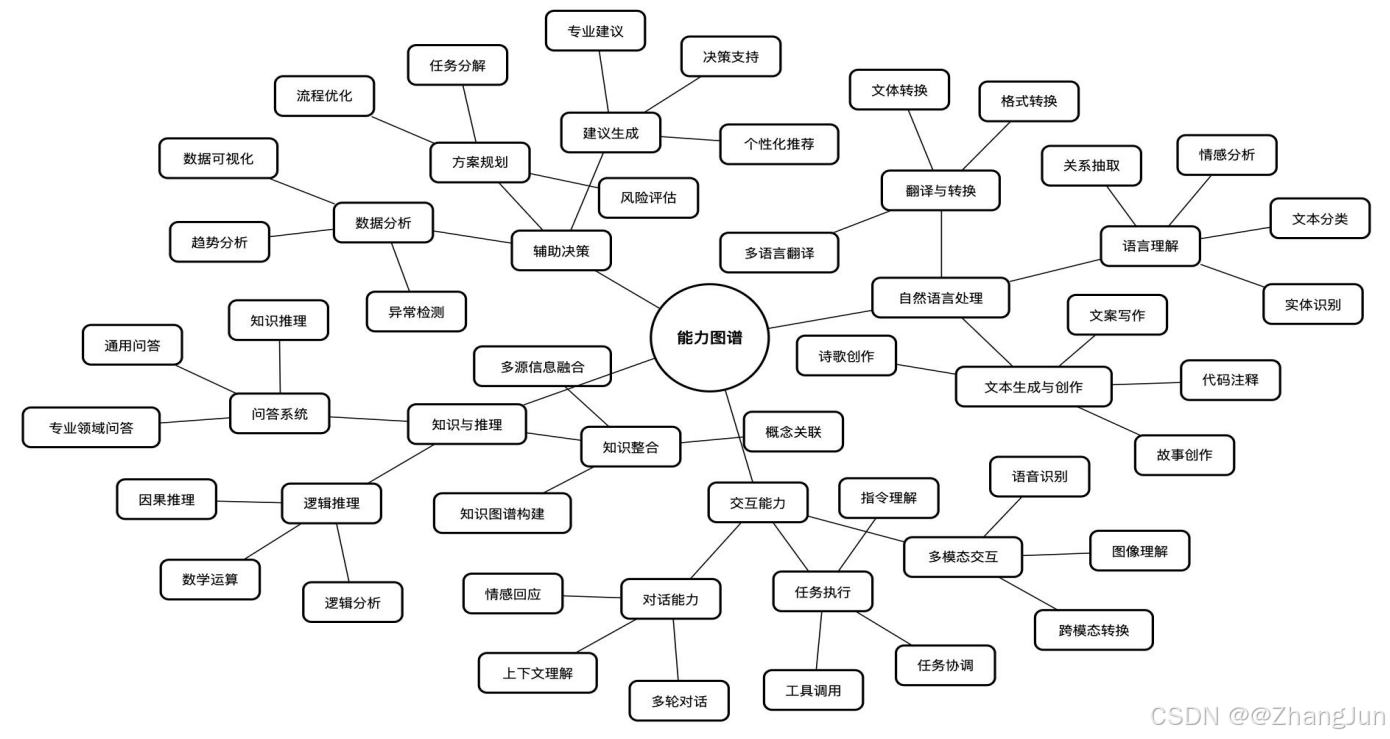 专业建议
决策支持
任务分解
流程优化
文体转换
格式转换
建议生成
个性化推荐
数据可视化
方案规划
关系抽取
情感分析
风险评估
翻译与转换
数据分析
趋势分析
文本分类
辅助决策
多语言翻译
语言理解
异常检测
自然语言处理
实体识别
知识推理
文案写作
通用问答
能力图谱
诗歌创作
多源信息融合
文本生成与创作
代码注释
问答系统
知识与推理
专业领域问答
概念关联
知识整合
故事创作
语音识别
因果推理
逻辑推理
交互能力
指令理解
知识图谱构建
多模态交互
图像理解
数学运算
逻辑分析
情感回应
对话能力
任务执行
跨模态转换
上下文理解
任务协调
多轮对话
工具调用
CSDN @@ZhangJun